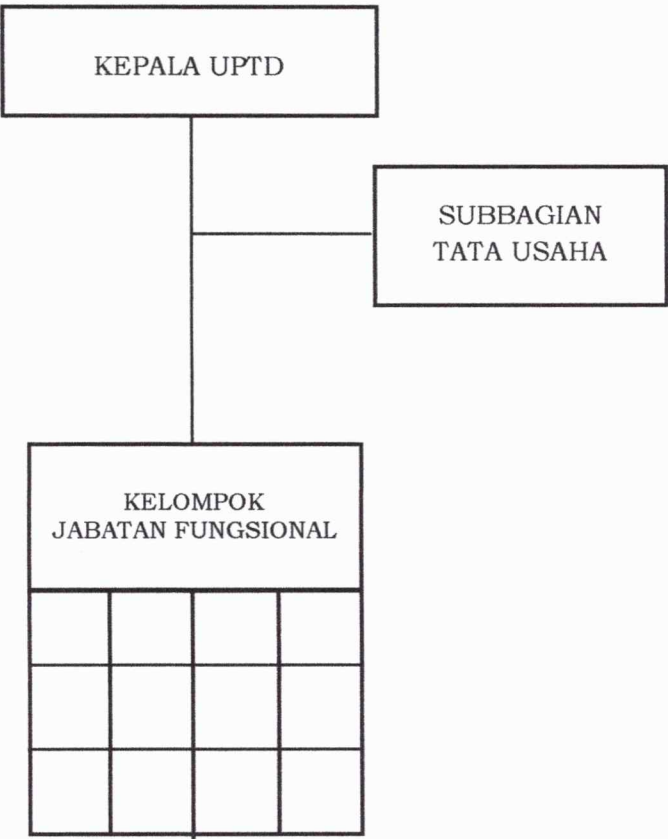 KEPALA UPTD
SUBBAGIAN
TATA USAHA
KELOMPOK
JABATAN FUNGSIONAL